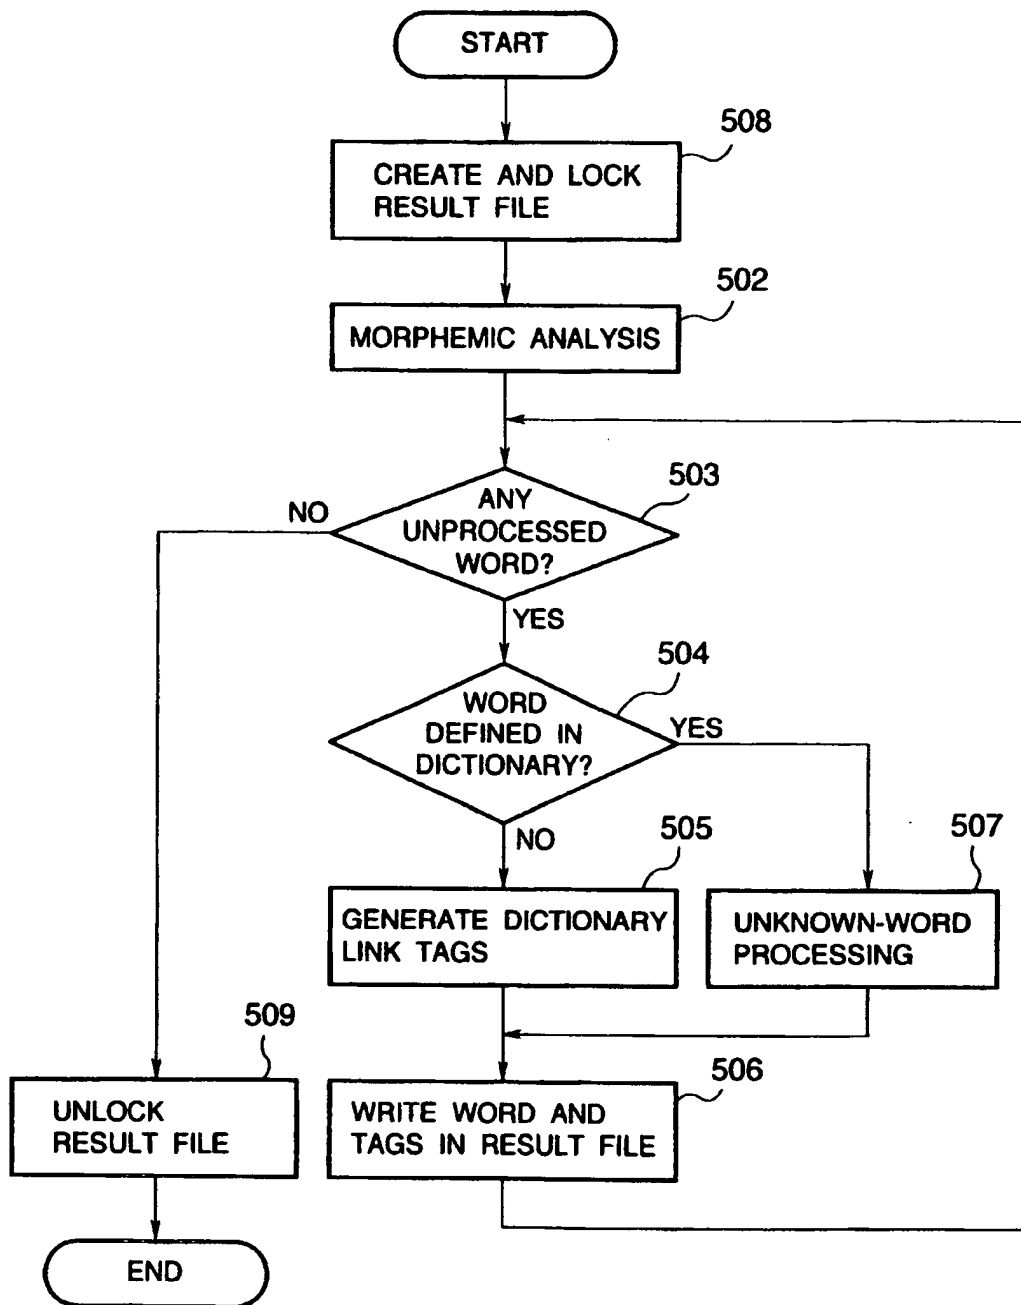 START
508
CREATE AND LOCK
RESULT FILE
502
MORPHEMIC ANALYSIS
503
NO
ANY
UNPROCESSED
WORD?
YES
504
WORD
DEFINED IN
DICTIONARY?
YES
NO
505
507
GENERATE DICTIONARY
LINK TAGS
UNKNOWN-WORD
PROCESSING
509
506
UNLOCK
RESULT FILE
WRITE WORD AND
TAGS IN RESULT FILE
END